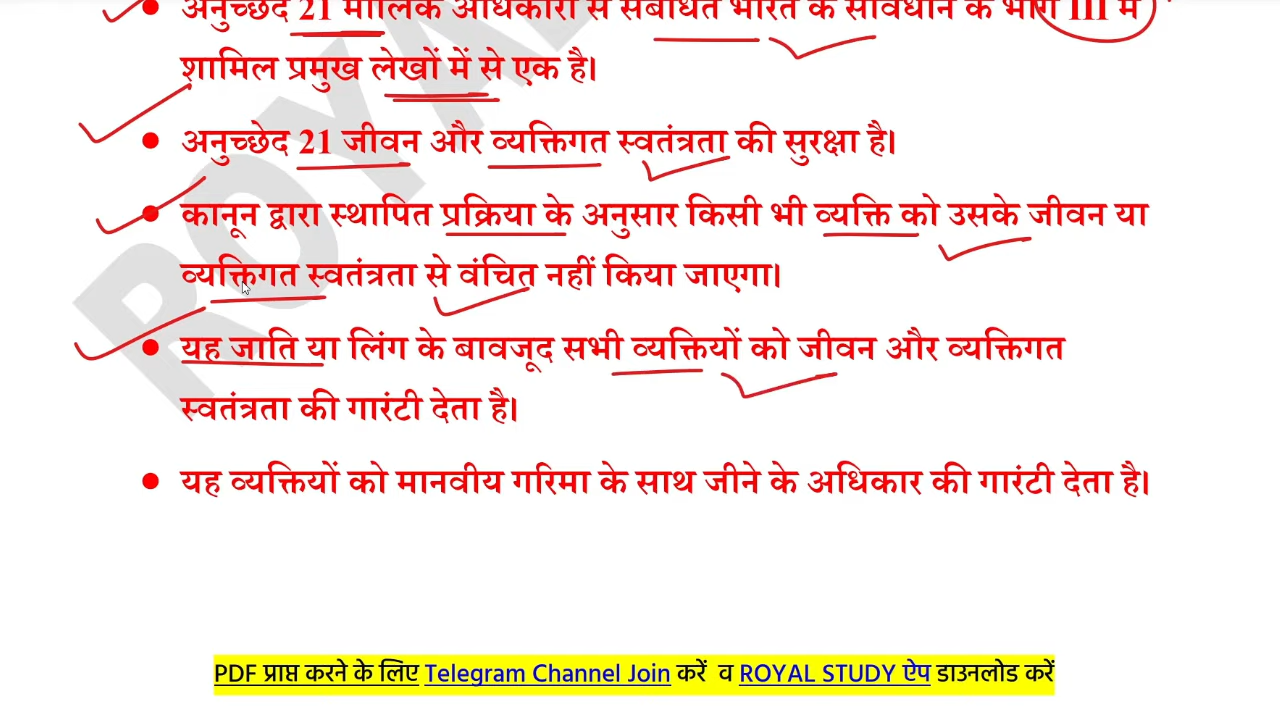 अनुच्छेद 21 मौलिक अधिकारों से संबंधित भारत के संविधान के भाग III में
शामिल प्रमुख लेखों में से एक है।
अनुच्छेद 21 जीवन और व्यक्तिगत स्वतंत्रता की सुरक्षा है।
कानून द्वारा स्थापित प्रक्रिया के अनुसार किसी भी व्यक्ति को उसके जीवन या
व्यक्तिगत स्वतंत्रता से वंचित नहीं किया जाएगा।
यह जाति या लिंग के बावजूद सभी व्यक्तियों को जीवन और व्यक्तिगत
स्वतंत्रता की गारंटी देता है।
यह व्यक्तियों को मानवीय गरिमा के साथ जीने के अधिकार की गारंटी देता है।
ROYAL
PDF प्राप्त करने के लिए Telegram Channel Join करें व ROYAL STUDY ऐप डाउनलोड करें